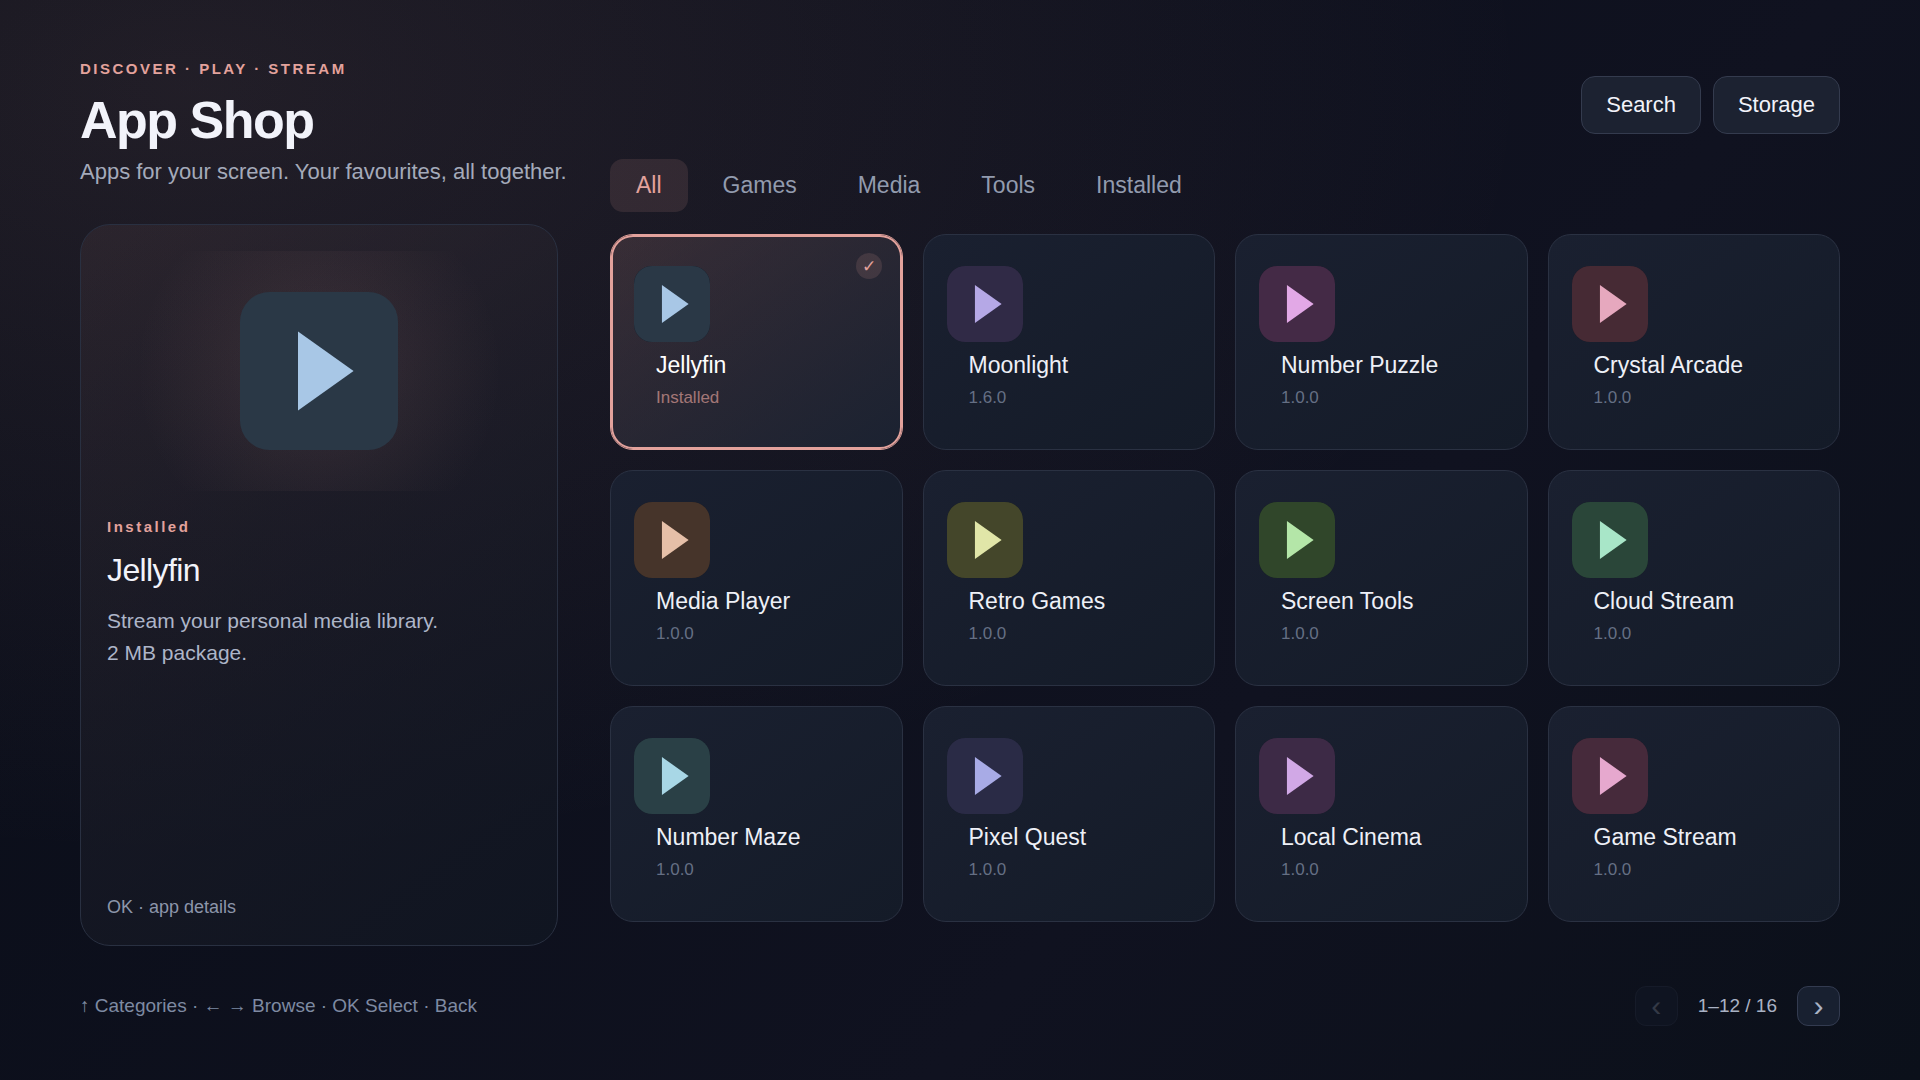 DISCOVER · PLAY · STREAM
App Shop
Apps for your screen. Your favourites, all together.
Search
Storage
All
Games
Media
Tools
Installed
Installed
Jellyfin
Stream your personal media library.
2 MB package.
OK · app details
✓
Jellyfin
Installed
Moonlight
1.6.0
Number Puzzle
1.0.0
Crystal Arcade
1.0.0
Media Player
1.0.0
Retro Games
1.0.0
Screen Tools
1.0.0
Cloud Stream
1.0.0
Number Maze
1.0.0
Pixel Quest
1.0.0
Local Cinema
1.0.0
Game Stream
1.0.0
↑ Categories · ← → Browse · OK Select · Back
‹ 1–12 / 16 ›